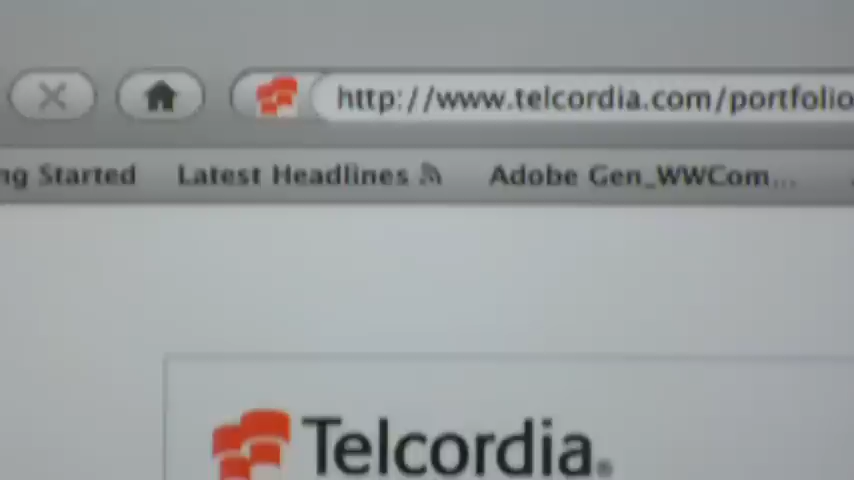 http://www.telcordia.com/portfolio
ng Started Latest Headlines Adobe Gen_WWCom...
Telcordia®